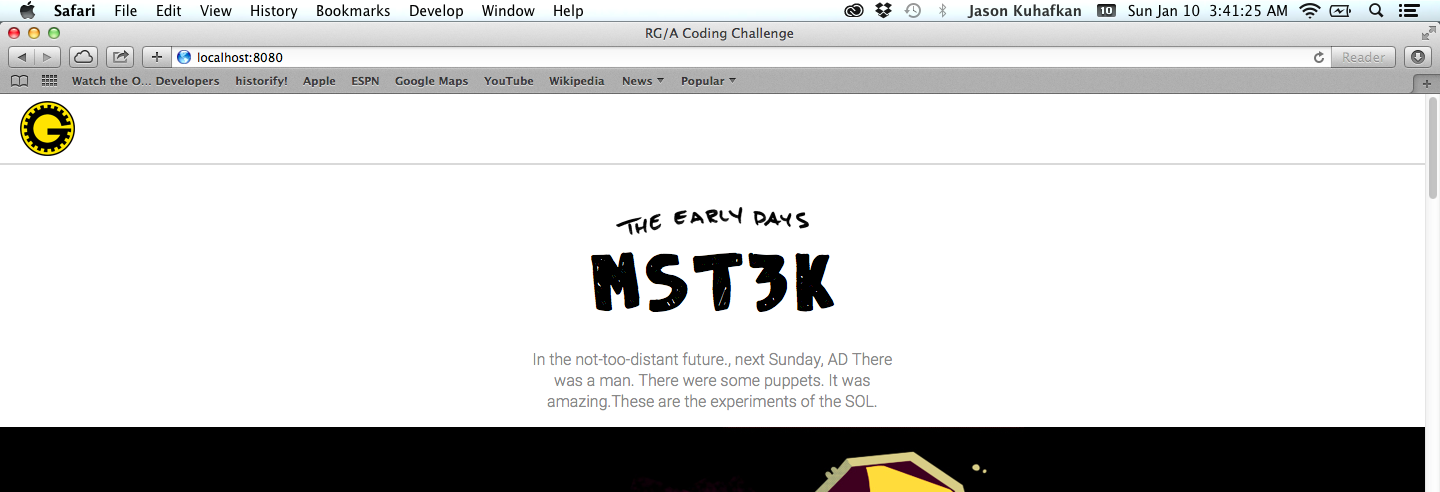 Safari File Edit View History Bookmarks Develop Window Help Jason Kuhafkan 10 Sun Jan 10 3:41:25 AM
RG/A Coding Challenge
localhost:8080 Reader
Watch the O... Developers historify! Apple ESPN Google Maps YouTube Wikipedia News Popular
G
THE EARLY DAYS
MST3K
In the not-too-distant future., next Sunday, AD There
was a man. There were some puppets. It was
amazing.These are the experiments of the SOL.